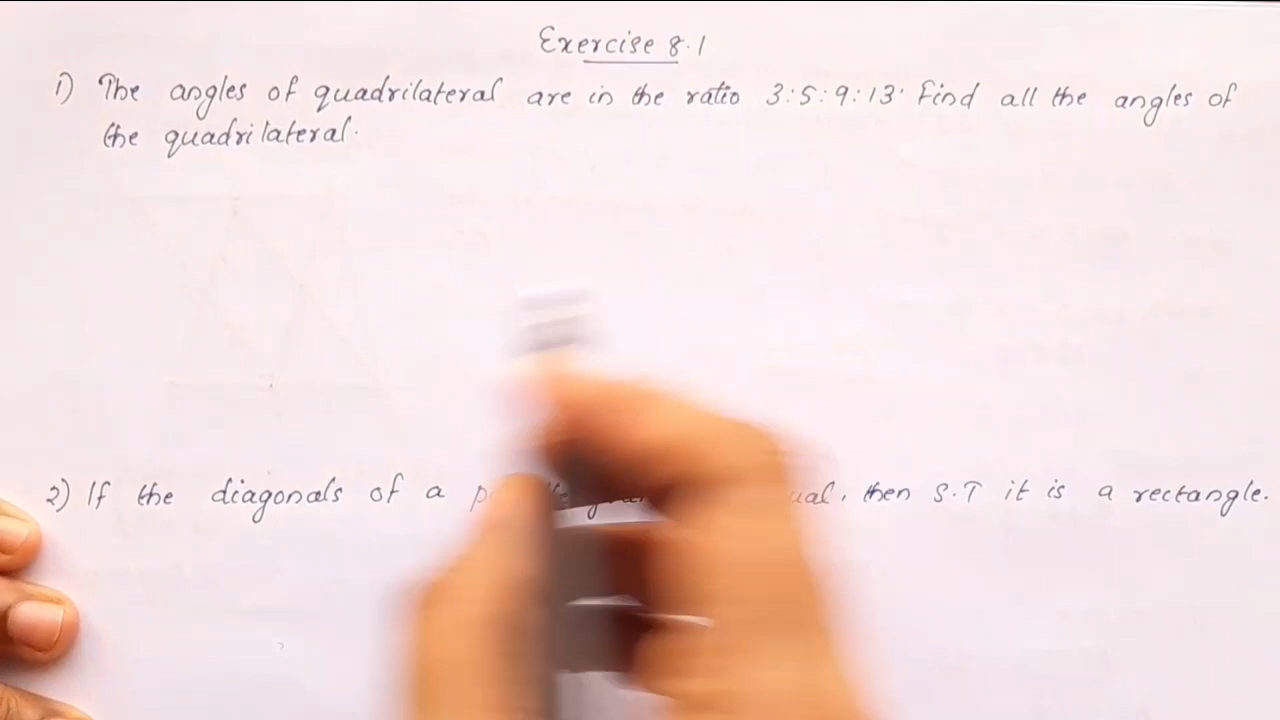 Exercise 8.1
1) The angles of quadrilateral are in the ratio 3:5:9:13. Find all the angles of
the quadrilateral.
2) If the diagonals of a then S.T it is a rectangle.